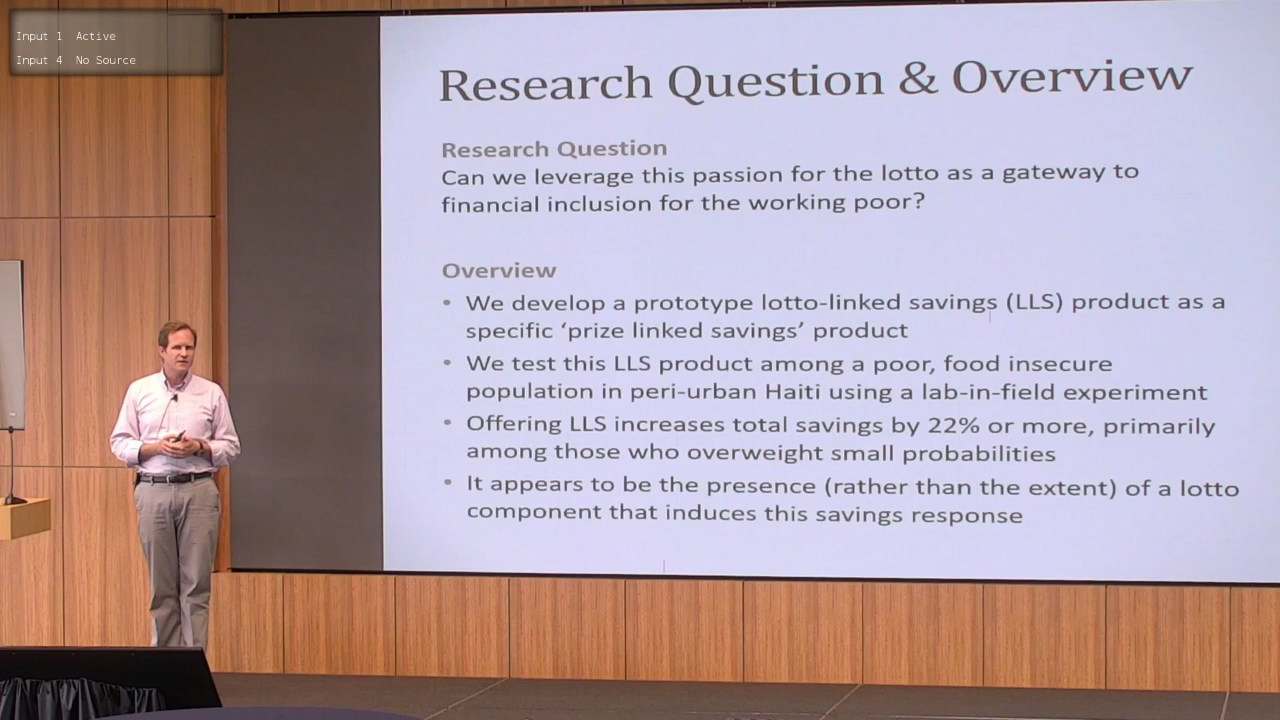 Input 1  Active
Input 4  No Source
Research Question & Overview
Research Question
Can we leverage this passion for the lotto as a gateway to
financial inclusion for the working poor?
Overview
• We develop a prototype lotto-linked savings (LLS) product as a
specific ‘prize linked savings’ product
• We test this LLS product among a poor, food insecure
population in peri-urban Haiti using a lab-in-field experiment
• Offering LLS increases total savings by 22% or more, primarily
among those who overweight small probabilities
• It appears to be the presence (rather than the extent) of a lotto
component that induces this savings response